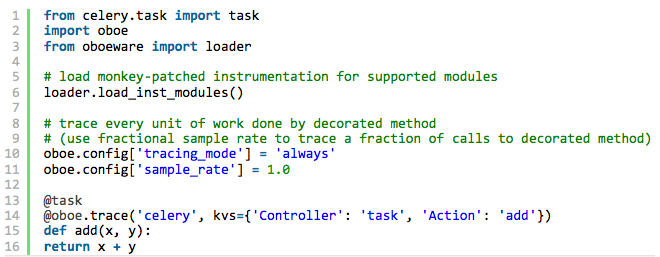 1 from celery.task import task
2 import oboe
3 from oboeware import loader
4
5 # load monkey-patched instrumentation for supported modules
6 loader.load_inst_modules()
7
8 # trace every unit of work done by decorated method
9 # (use fractional sample rate to trace a fraction of calls to decorated method)
10 oboe.config['tracing_mode'] = 'always'
11 oboe.config['sample_rate'] = 1.0
12
13 @task
14 @oboe.trace('celery', kvs={'Controller': 'task', 'Action': 'add'})
15 def add(x, y):
16 return x + y